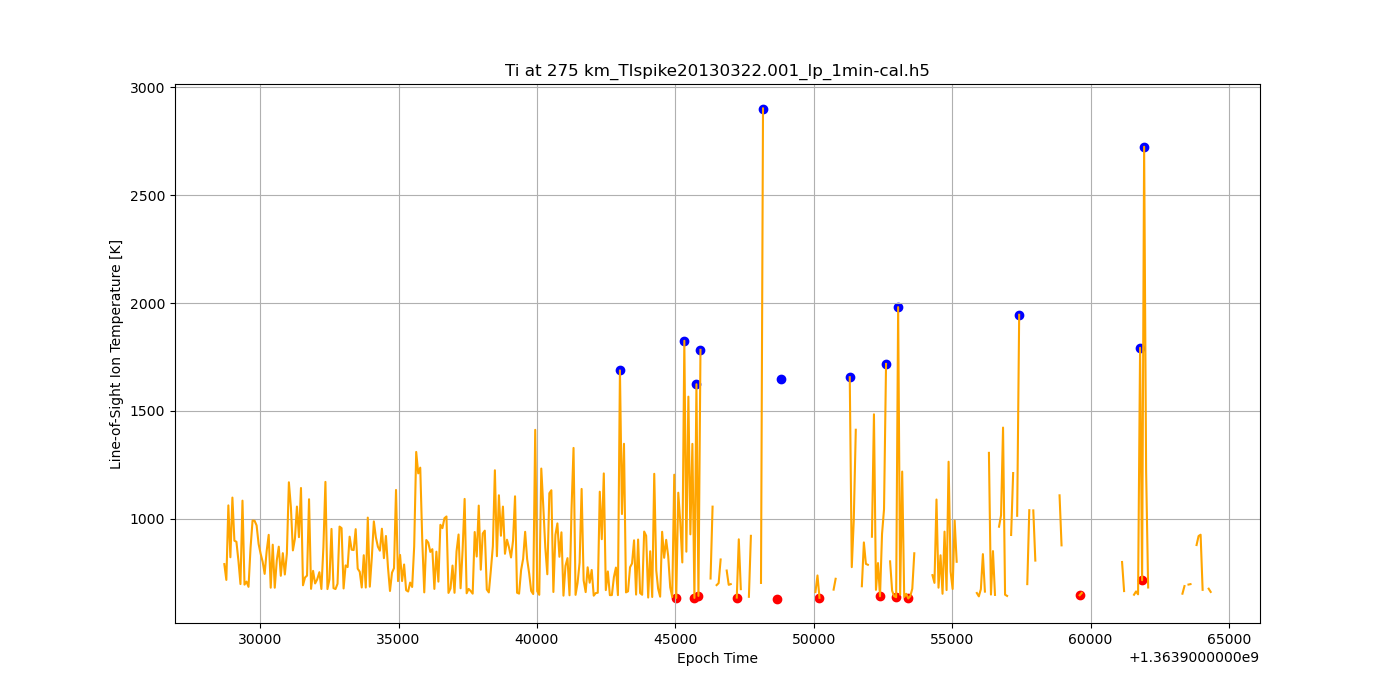 Ti at 275 km_TIspike20130322.001_lp_1min-cal.h5
3000
2500
2000
1500
1000
Line-of-Sight Ion Temperature [K]
30000 35000 40000 45000 50000 55000 60000 65000
Epoch Time
+1.3639000000e9